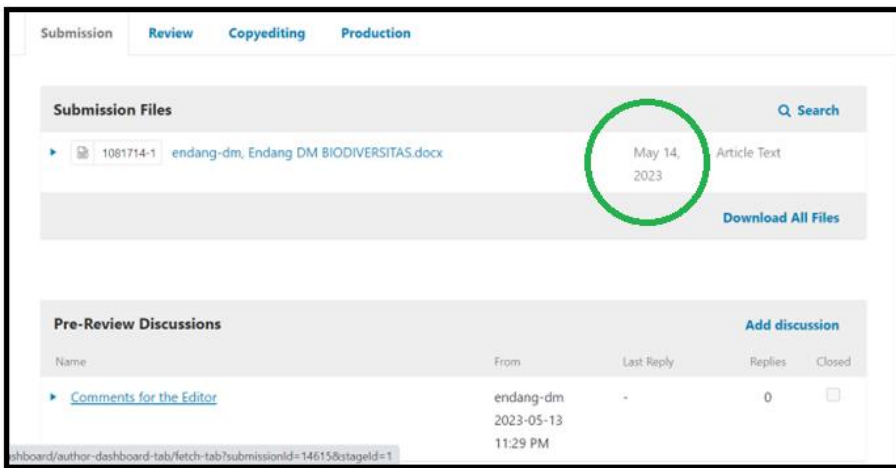 Submission Review Copyediting Production
Submission Files Search
1081714-1 endang-dm, Endang DM BIODIVERSITAS.docx May 14, Article Text
2023
Download All Files
Pre-Review Discussions Add discussion
Name From Last Reply Replies Closed
Comments for the Editor endang-dm - 0
2023-05-13
11:29 PM
shboard/author-dashboard-tab/fetch-tab?submissionId=14615&stageId=1